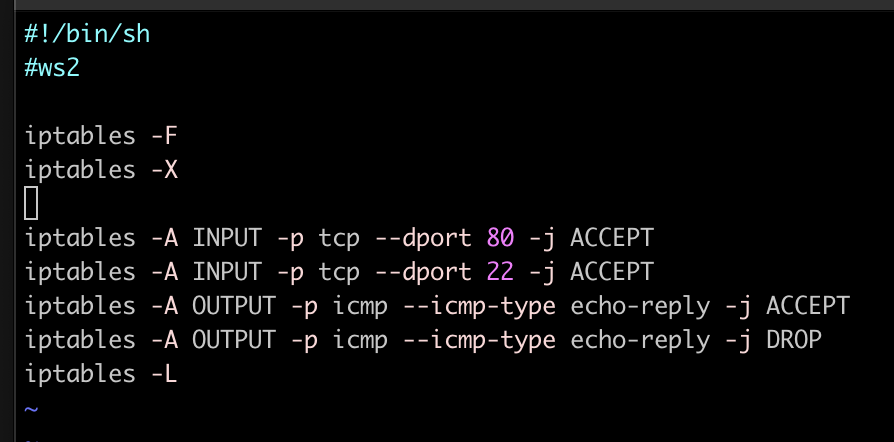 #!/bin/sh
#ws2
iptables -F
iptables -X
iptables -A INPUT -p tcp --dport 80 -j ACCEPT
iptables -A INPUT -p tcp --dport 22 -j ACCEPT
iptables -A OUTPUT -p icmp --icmp-type echo-reply -j ACCEPT
iptables -A OUTPUT -p icmp --icmp-type echo-reply -j DROP
iptables -L
~